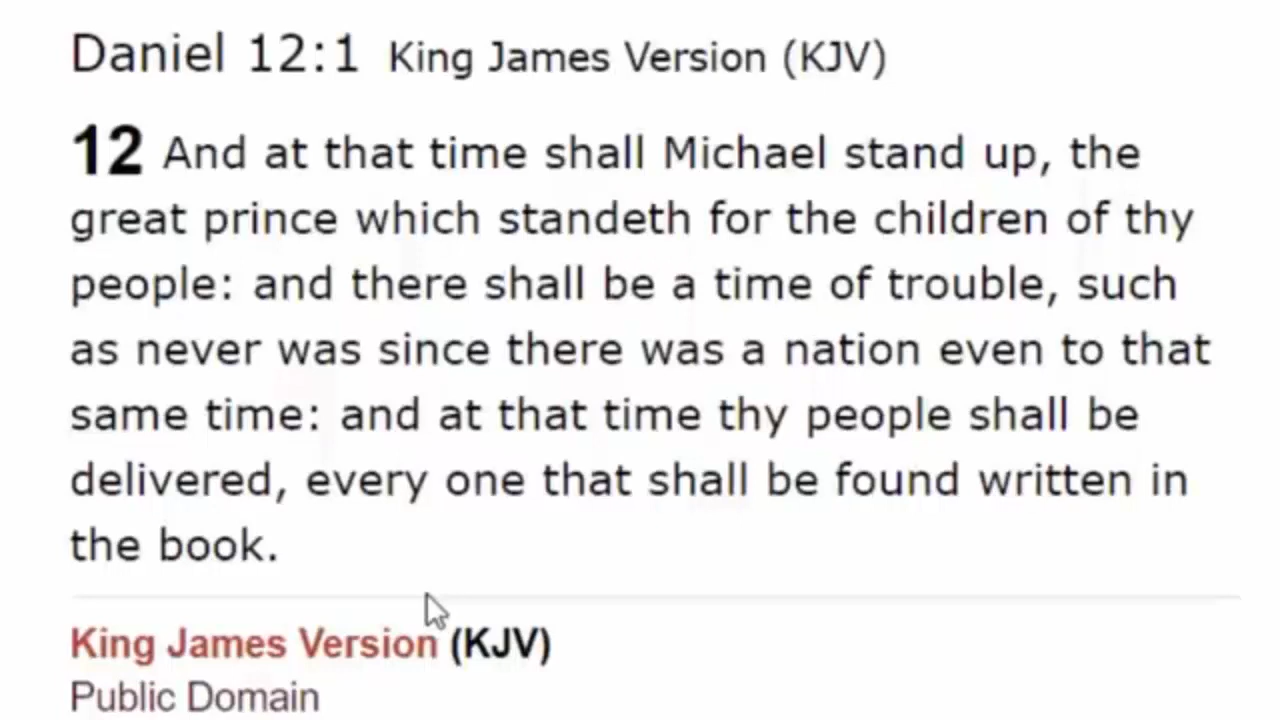 Daniel 12:1 King James Version (KJV)
12 And at that time shall Michael stand up, the
great prince which standeth for the children of thy
people: and there shall be a time of trouble, such
as never was since there was a nation even to that
same time: and at that time thy people shall be
delivered, every one that shall be found written in
the book.
King James Version (KJV)
Public Domain